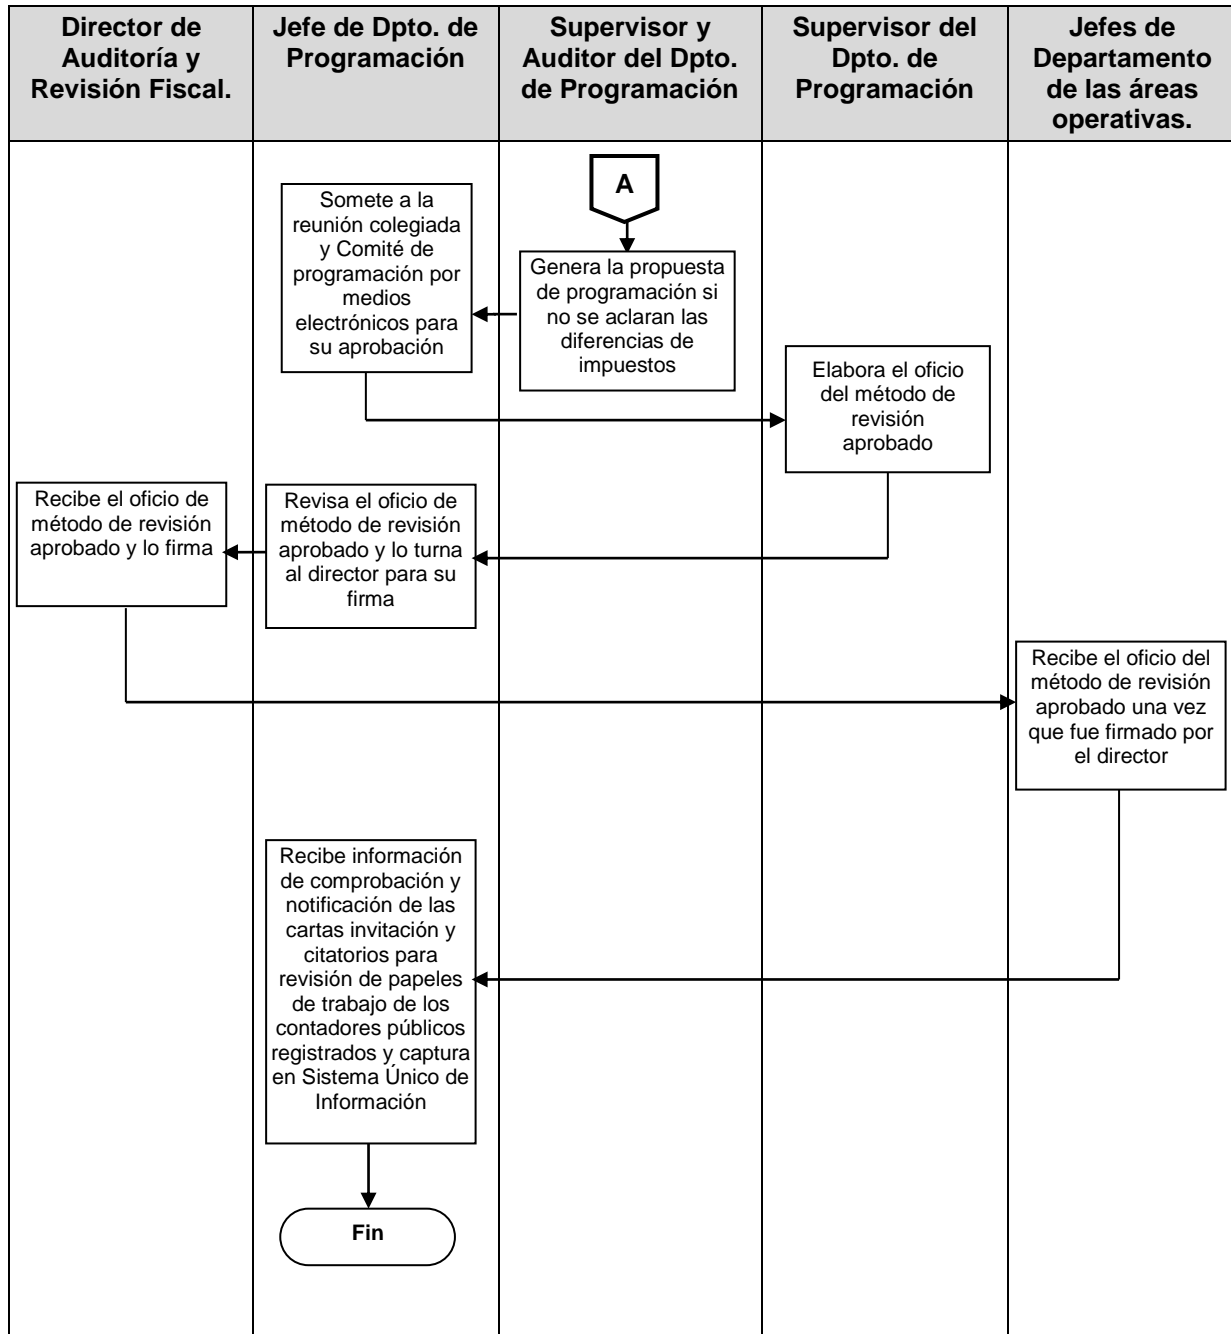 Director de
Auditoría y
Revisión Fiscal.
Jefe de Dpto. de
Programación
Supervisor y
Auditor del Dpto.
de Programación
Supervisor del
Dpto. de
Programación
Jefes de
Departamento
de las áreas
operativas.
A
Somete a la
reunión colegiada
y Comité de
programación por
medios
electrónicos para
su aprobación
Genera la propuesta
de programación si
no se aclaran las
diferencias de
impuestos
Elabora el oficio
del método de
revisión
aprobado
Recibe el oficio de
método de revisión
aprobado y lo firma
Revisa el oficio de
método de revisión
aprobado y lo turna
al director para su
firma
Recibe el oficio del
método de revisión
aprobado una vez
que fue firmado por
el director
Recibe información
de comprobación y
notificación de las
cartas invitación y
citatorios para
revisión de papeles
de trabajo de los
contadores públicos
registrados y captura
en Sistema Único de
Información
Fin